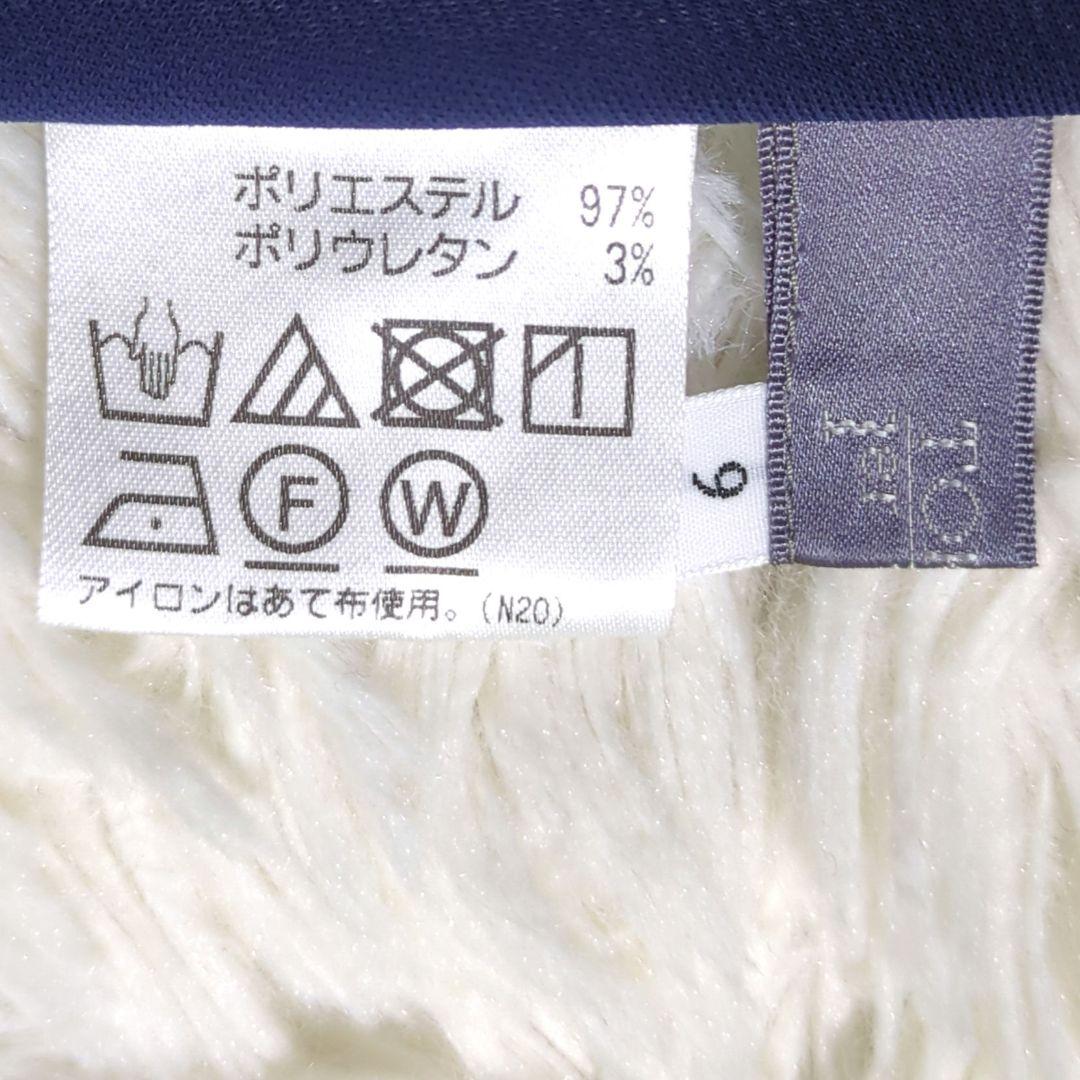 ポリエステル 97%
ポリウレタン 3%
F W
アイロンはあて布使用。(N20)
9